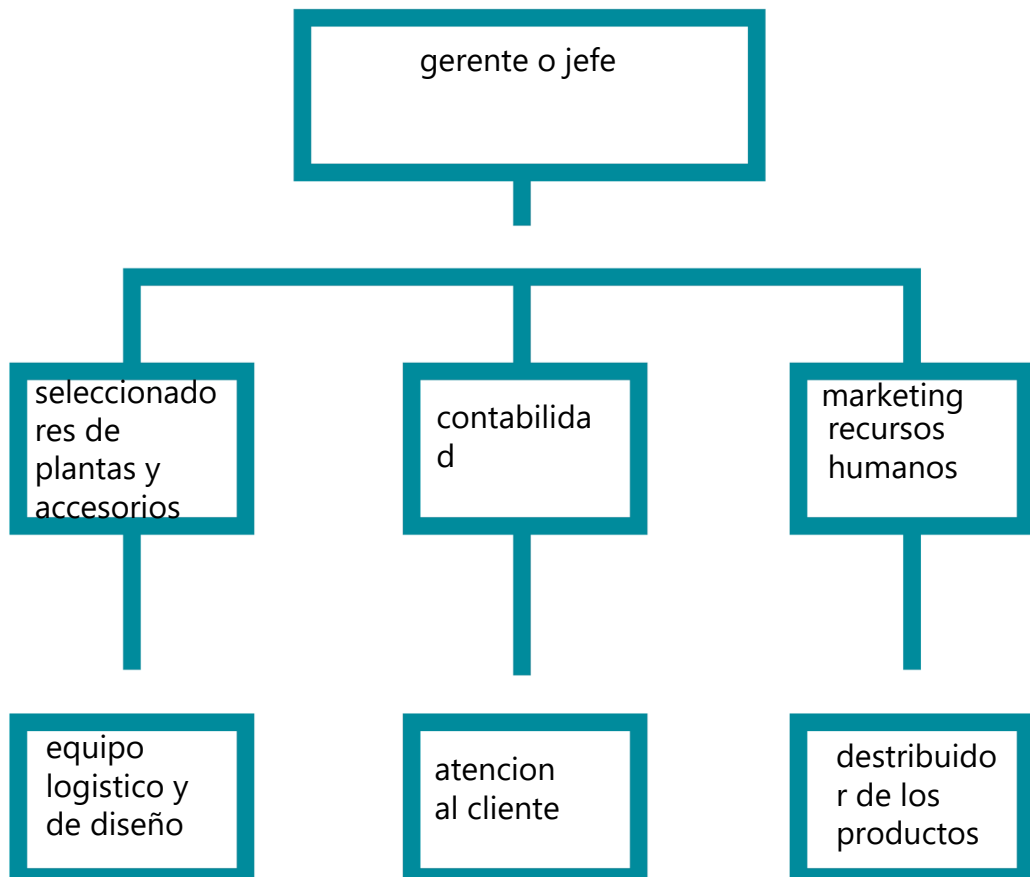 gerente o jefe
seleccionado
res de
plantas y
accesorios
contabilida
d
marketing
recursos
humanos
equipo
logistico y
de diseño
atencion
al cliente
destribuido
r de los
productos